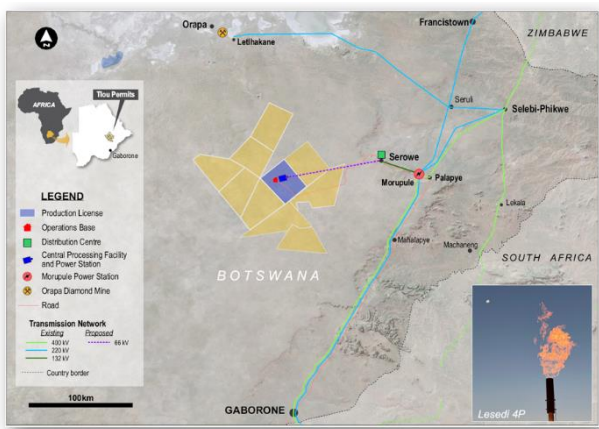 N
Orapa
Letlhakane
Francistown
ZIMBABWE
AFRICA
Tlou Permits
Gaborone
Seruli
Selebi-Phikwe
Serowe
Morupule
Palapye
LEGEND
Production License
Operations Base
Distribution Centre
Central Processing Facility
and Power Station
Morupule Power Station
Orapa Diamond Mine
Road
Transmission Network
Existing Proposed
400 kV 66 kV
220 kV
132 kV
Country border
100km
Lekala
Mahalapye
Machaneng
BOTSWANA
SOUTH AFRICA
GABORONE
Lesedi 4P